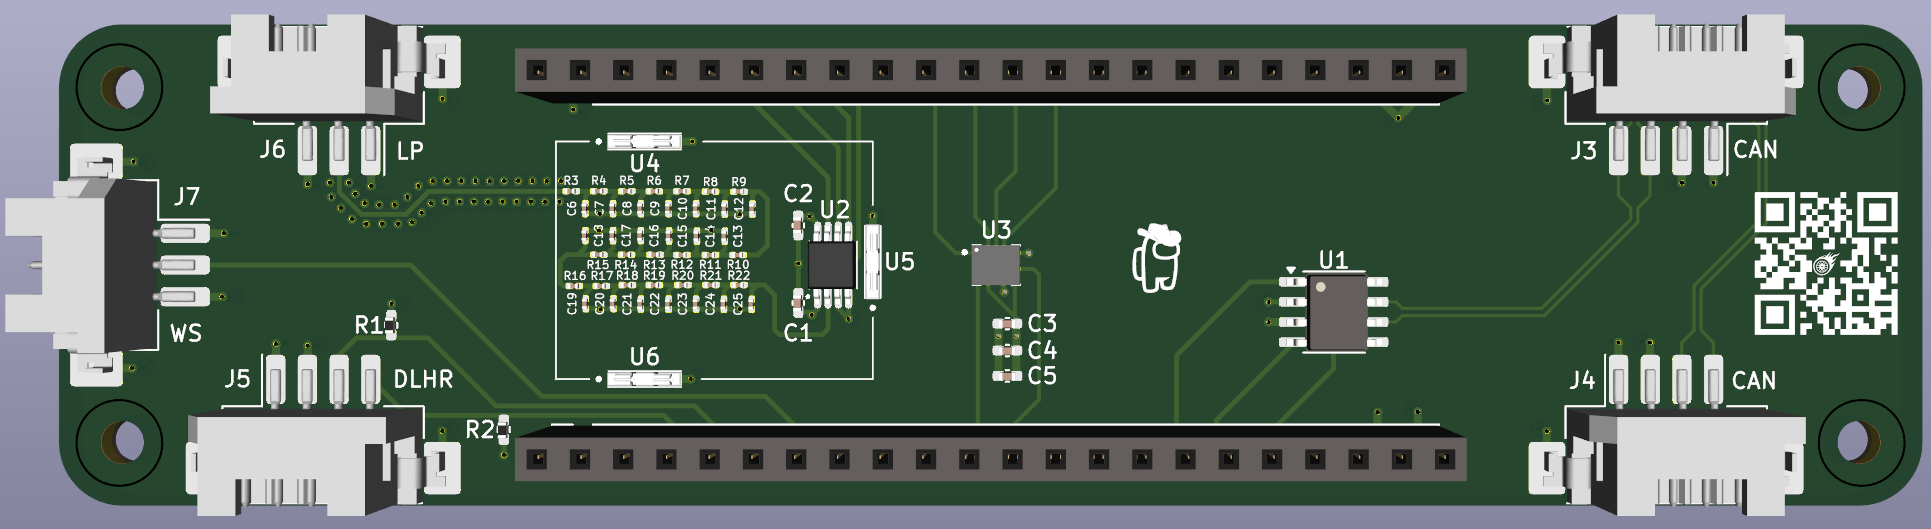 J6
LP
J3
CAN
U4
J7
R3 R4 R5 R6 R7 R8 R9
C2
C6 C7 C8 C9 C10 C11 C12
U2
C13 C17 C16 C15 C14 C13
U3
U5
U1
R15 R14 R13 R12 R11 R10
R16 R17 R18 R19 R20 R21 R22
C19 C20 C21 C22 C23 C24 C25
WS
R1
C1
C3
C4
U6
C5
J5
DLHR
J4
CAN
R2